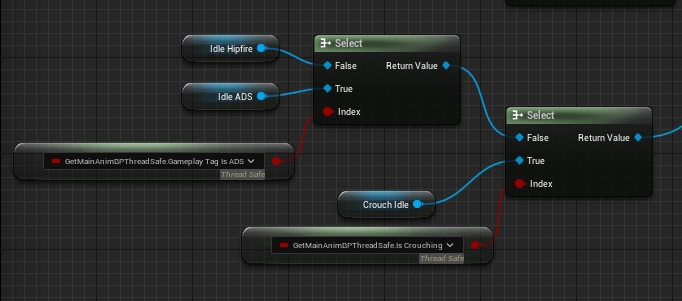 Select
Idle Hipfire
False
Return Value
Idle ADS
True
Index
GetMainAnimBPThreadSafe.Gameplay Tag Is ADS
Thread Safe
Select
False
Return Value
True
Index
Crouch Idle
GetMainAnimBPThreadSafe.Is Crouching
Thread Safe